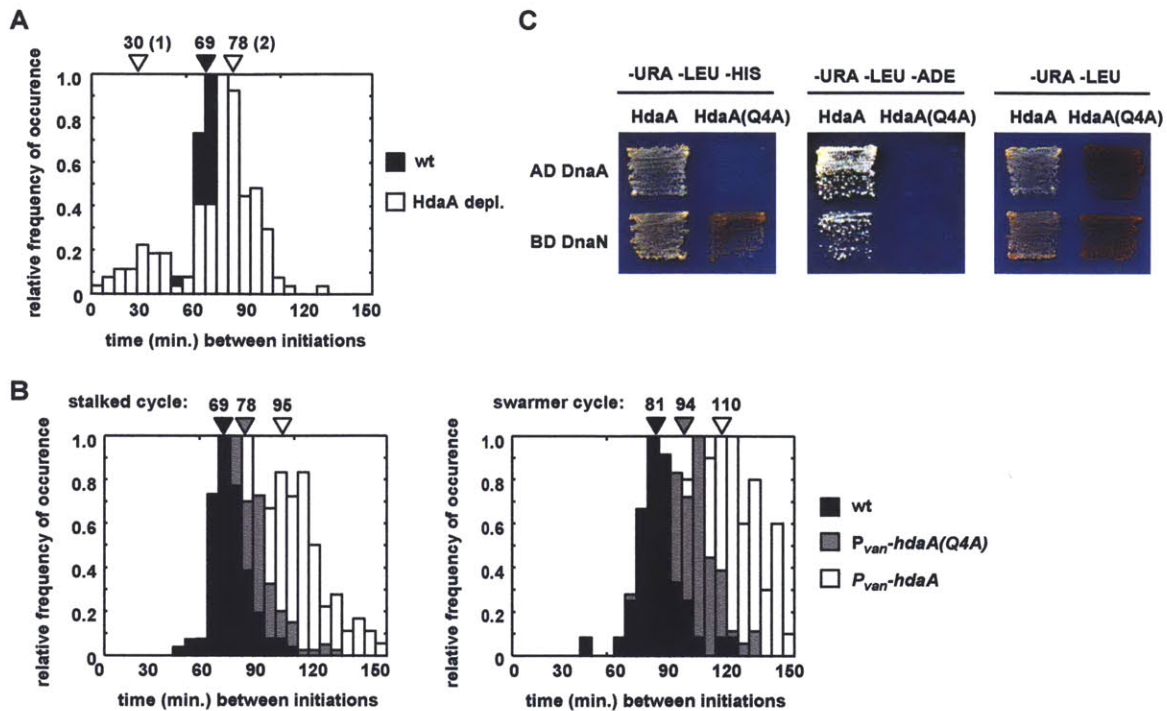 A
30 (1) 69 78 (2)
relative frequency of occurence
1.0
0.8
0.6
0.4
0.2
0
0 30 60 90 120 150
time (min.) between initiations
wt
HdaA depl.
C
-URA -LEU -HIS -URA -LEU -ADE -URA -LEU
HdaA HdaA(Q4A) HdaA HdaA(Q4A) HdaA HdaA(Q4A)
AD DnaA
BD DnaN
B
stalked cycle: 69 78 95
relative frequency of occurence
1.0
0.8
0.6
0.4
0.2
0
0 30 60 90 120 150
time (min.) between initiations
swarmer cycle: 81 94 110
relative frequency of occurence
1.0
0.8
0.6
0.4
0.2
0
0 30 60 90 120 150
time (min.) between initiations
wt
Pvan-hdaA(Q4A)
Pvan-hdaA